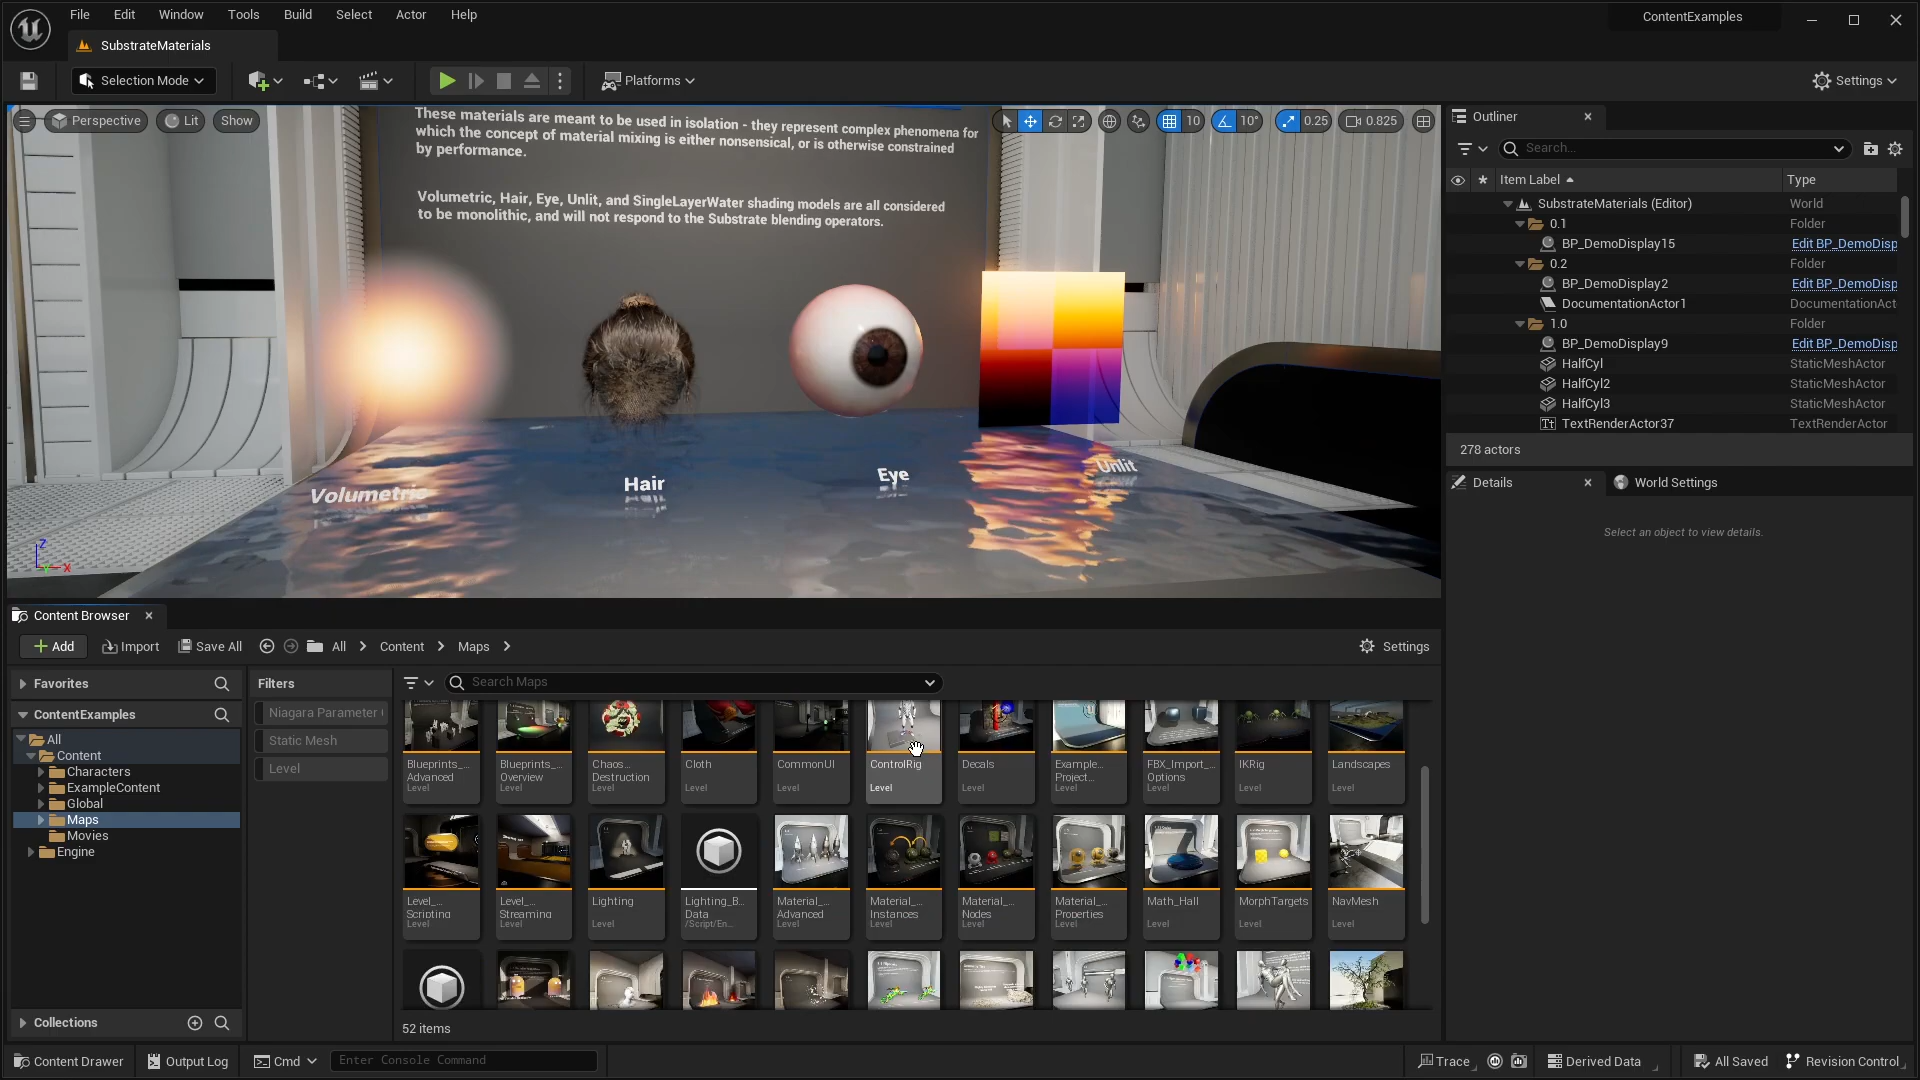 File Edit Window Tools Build Select Actor Help
ContentExamples
SubstrateMaterials
Selection Mode
Platforms
Settings
Perspective Lit Show
10 10° 0.25 0.825
These materials are meant to be used in isolation - they represent complex phenomena for
which the concept of material mixing is either nonsensical, or is otherwise constrained
by performance.
Volumetric, Hair, Eye, Unlit, and SingleLayerWater shading models are all considered
to be monolithic, and will not respond to the Substrate blending operators.
Volumetric
Hair
Eye
Unlit
Z
Y
X
Outliner
Search...
Item Label Type
SubstrateMaterials (Editor) World
0.1 Folder
BP_DemoDisplay15 Edit BP_DemoDisp
0.2 Folder
BP_DemoDisplay2 Edit BP_DemoDisp
DocumentationActor1 DocumentationAct
1.0 Folder
BP_DemoDisplay9 Edit BP_DemoDisp
HalfCyl StaticMeshActor
HalfCyl2 StaticMeshActor
HalfCyl3 StaticMeshActor
Tt TextRenderActor37 TextRenderActor
278 actors
Details World Settings
Select an object to view details.
Content Browser
Add Import Save All All Content Maps
Settings
Favorites
ContentExamples
All
Content
Characters
ExampleContent
Global
Maps
Movies
Engine
Collections
Filters
Niagara Parameter
Static Mesh
Level
Search Maps
Blueprints_... Blueprints_... Chaos... Cloth CommonUI ControlRig Decals Example... FBX_Import_... IKRig Landscapes
Advanced Overview Destruction Project... Options
Level Level Level Level Level Level Level Level Level Level Level
Level_... Level_... Lighting Lighting_B... Material_... Material_... Material_... Material_... Math_Hall MorphTargets NavMesh
Scripting Streaming Data Advanced Instances Nodes Properties
Level Level Level /Script/En... Level Level Level Level Level Level Level
52 items
Content Drawer Output Log Cmd Enter Console Command
Trace Derived Data All Saved Revision Control